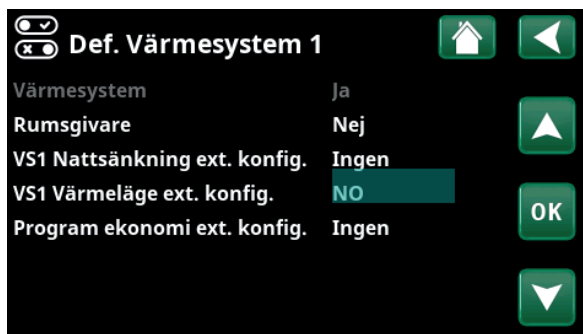 Def. Värmesystem 1
Värmesystem Ja
Rumsgivare Nej
VS1 Nattsänkning ext. konfig. Ingen
VS1 Värmeläge ext. konfig. NO
Program ekonomi ext. konfig. Ingen
OK